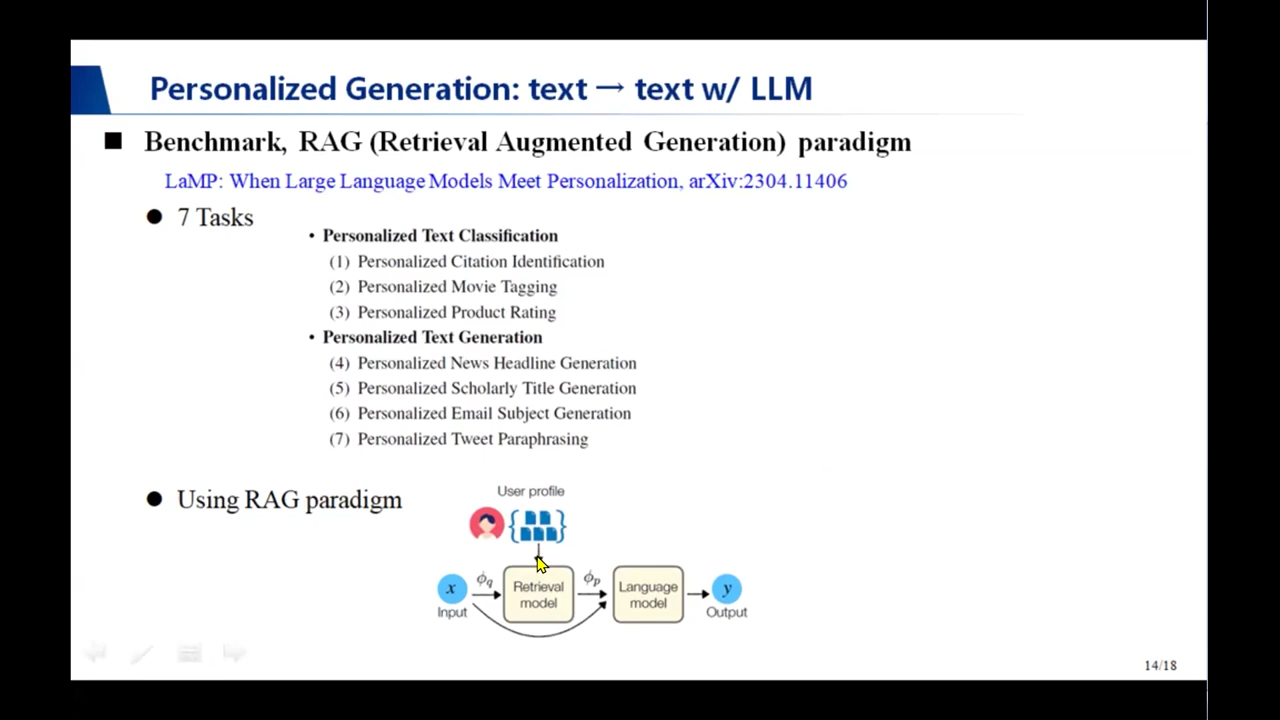 Personalized Generation: text → text w/ LLM
■ Benchmark, RAG (Retrieval Augmented Generation) paradigm
LaMP: When Large Language Models Meet Personalization, arXiv:2304.11406
● 7 Tasks
• Personalized Text Classification
(1) Personalized Citation Identification
(2) Personalized Movie Tagging
(3) Personalized Product Rating
• Personalized Text Generation
(4) Personalized News Headline Generation
(5) Personalized Scholarly Title Generation
(6) Personalized Email Subject Generation
(7) Personalized Tweet Paraphrasing
● Using RAG paradigm
User profile
x
Input
ϕq
Retrieval
model
ϕp
Language
model
y
Output
14/18